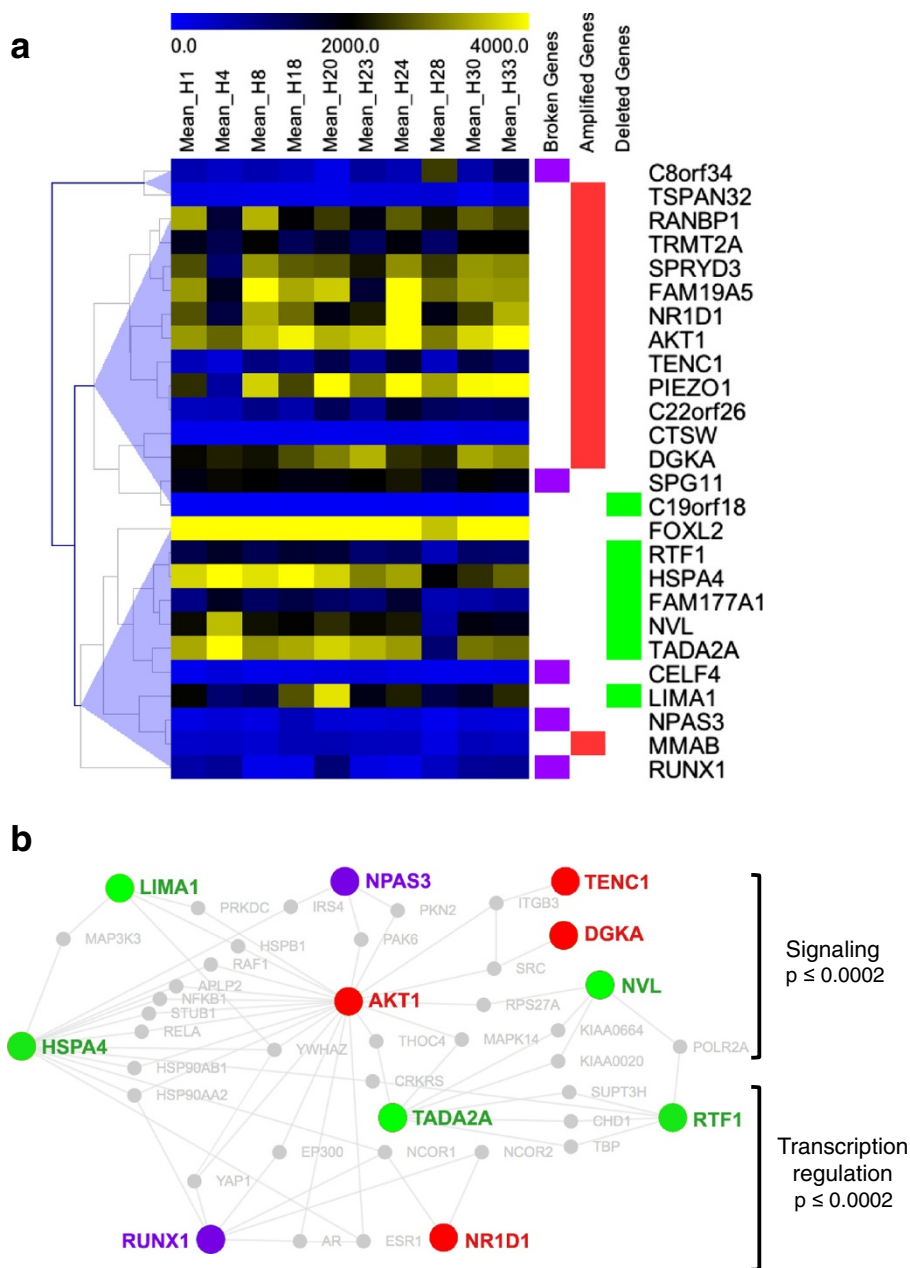 a
0.0
2000.0
4000.0
Mean_H1
Mean_H4
Mean_H8
Mean_H18
Mean_H20
Mean_H23
Mean_H24
Mean_H28
Mean_H30
Mean_H33
Broken Genes
Amplified Genes
Deleted Genes
C8orf34
TSPAN32
RANBP1
TRMT2A
SPRYD3
FAM19A5
NR1D1
AKT1
TENC1
PIEZO1
C22orf26
CTSW
DGKA
SPG11
C19orf18
FOXL2
RTF1
HSPA4
FAM177A1
NVL
TADA2A
CELF4
LIMA1
NPAS3
MMAB
RUNX1
b
LIMA1
NPAS3
TENC1
PRKDC
IRS4
PKN2
ITGB3
DGKA
MAP3K3
HSPB1
PAK6
Signaling
p ≤ 0.0002
RAF1
SRC
APLP2
NFKB1
AKT1
NVL
STUB1
RPS27A
RELA
KIAA0664
HSPA4
YWHAZ
THOC4
MAPK14
POLR2A
HSP90AB1
KIAA0020
CRKRS
HSP90AA2
SUPT3H
TADA2A
CHD1
RTF1
EP300
NCOR1
NCOR2
TBP
Transcription
regulation
p ≤ 0.0002
YAP1
RUNX1
AR
ESR1
NR1D1